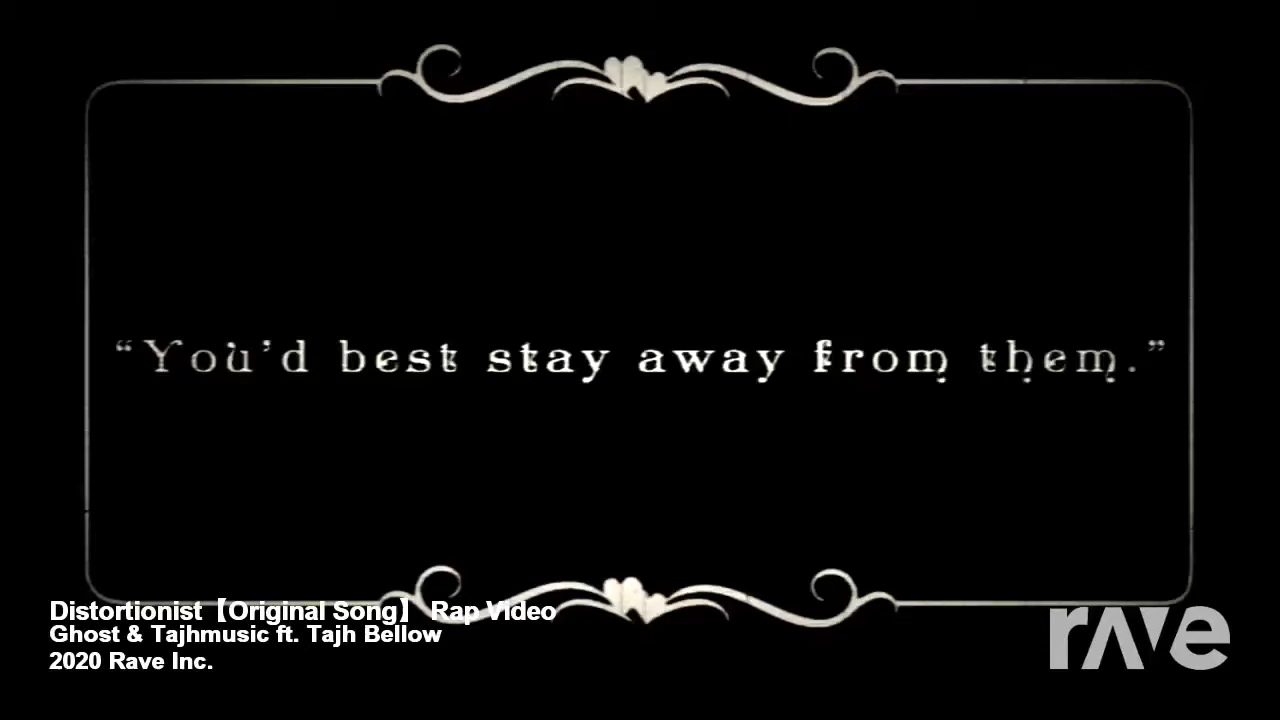 “You’d best stay away from them.”
Distortionist【Original Song】 Rap Video
Ghost & Tajhmusic ft. Tajh Bellow
2020 Rave Inc.
rave